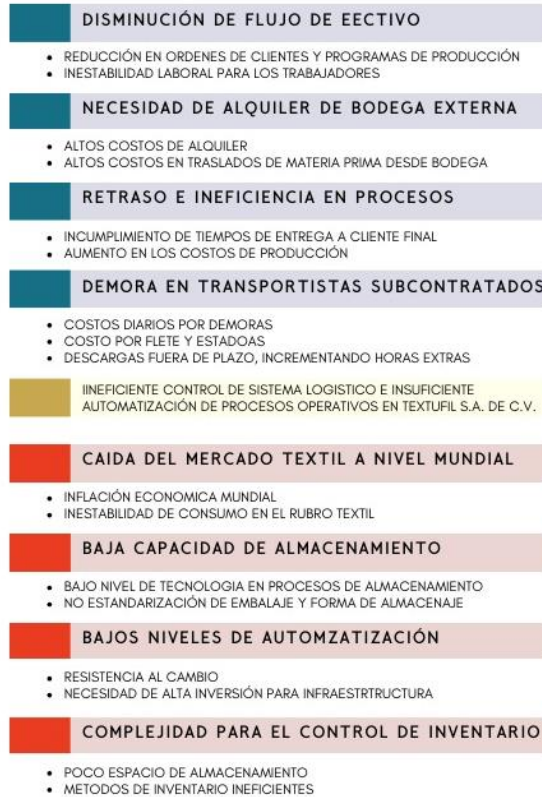 DISMINUCIÓN DE FLUJO DE EECTIVO
• REDUCCIÓN EN ORDENES DE CLIENTES Y PROGRAMAS DE PRODUCCIÓN
• INESTABILIDAD LABORAL PARA LOS TRABAJADORES
NECESIDAD DE ALQUILER DE BODEGA EXTERNA
• ALTOS COSTOS DE ALQUILER
• ALTOS COSTOS EN TRASLADOS DE MATERIA PRIMA DESDE BODEGA
RETRASO E INEFICIENCIA EN PROCESOS
• INCUMPLIMIENTO DE TIEMPOS DE ENTREGA A CLIENTE FINAL
• AUMENTO EN LOS COSTOS DE PRODUCCIÓN
DEMORA EN TRANSPORTISTAS SUBCONTRATADOS
• COSTOS DIARIOS POR DEMORAS
• COSTO POR FLETE Y ESTADOAS
• DESCARGAS FUERA DE PLAZO, INCREMENTANDO HORAS EXTRAS
IINEFICIENTE CONTROL DE SISTEMA LOGISTICO E INSUFICIENTE
AUTOMATIZACIÓN DE PROCESOS OPERATIVOS EN TEXTUFIL S.A. DE C.V.
CAIDA DEL MERCADO TEXTIL A NIVEL MUNDIAL
• INFLACIÓN ECONOMICA MUNDIAL
• INESTABILIDAD DE CONSUMO EN EL RUBRO TEXTIL
BAJA CAPACIDAD DE ALMACENAMIENTO
• BAJO NIVEL DE TECNOLOGIA EN PROCESOS DE ALMACENAMIENTO
• NO ESTANDARIZACIÓN DE EMBALAJE Y FORMA DE ALMACENAJE
BAJOS NIVELES DE AUTOMZATIZACIÓN
• RESISTENCIA AL CAMBIO
• NECESIDAD DE ALTA INVERSIÓN PARA INFRAESTRTRUCTURA
COMPLEJIDAD PARA EL CONTROL DE INVENTARIO
• POCO ESPACIO DE ALMACENAMIENTO
• METODOS DE INVENTARIO INEFICIENTES